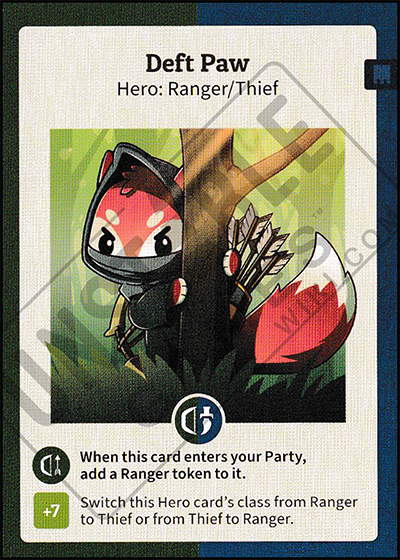 Deft Paw
Hero: Ranger/Thief
When this card enters your Party,
add a Ranger token to it.
+7
Switch this Hero card's class from Ranger
to Thief or from Thief to Ranger.